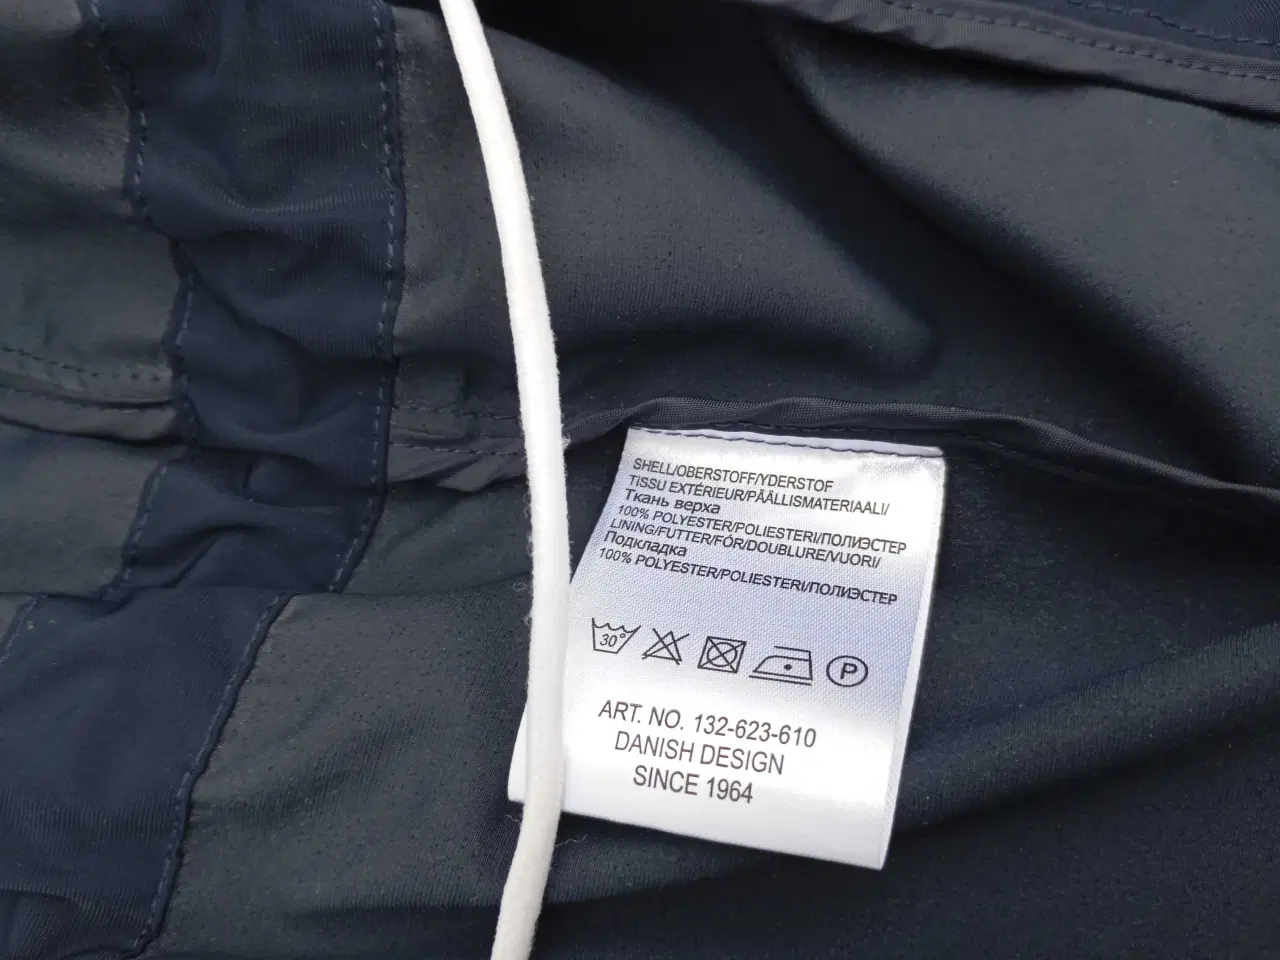 SHELL/OBERSTOFF/YDERSTOF
TISSU EXTÉRIEUR/PÄÄLLISMATERIAALI/
Ткань верха
100% POLYESTER/POLIESTERI/ПОЛИЭСТЕР
LINING/FUTTER/FÓR/DOUBLURE/VUORI/
Подкладка
100% POLYESTER/POLIESTERI/ПОЛИЭСТЕР
30° P
ART. NO. 132-623-610
DANISH DESIGN
SINCE 1964